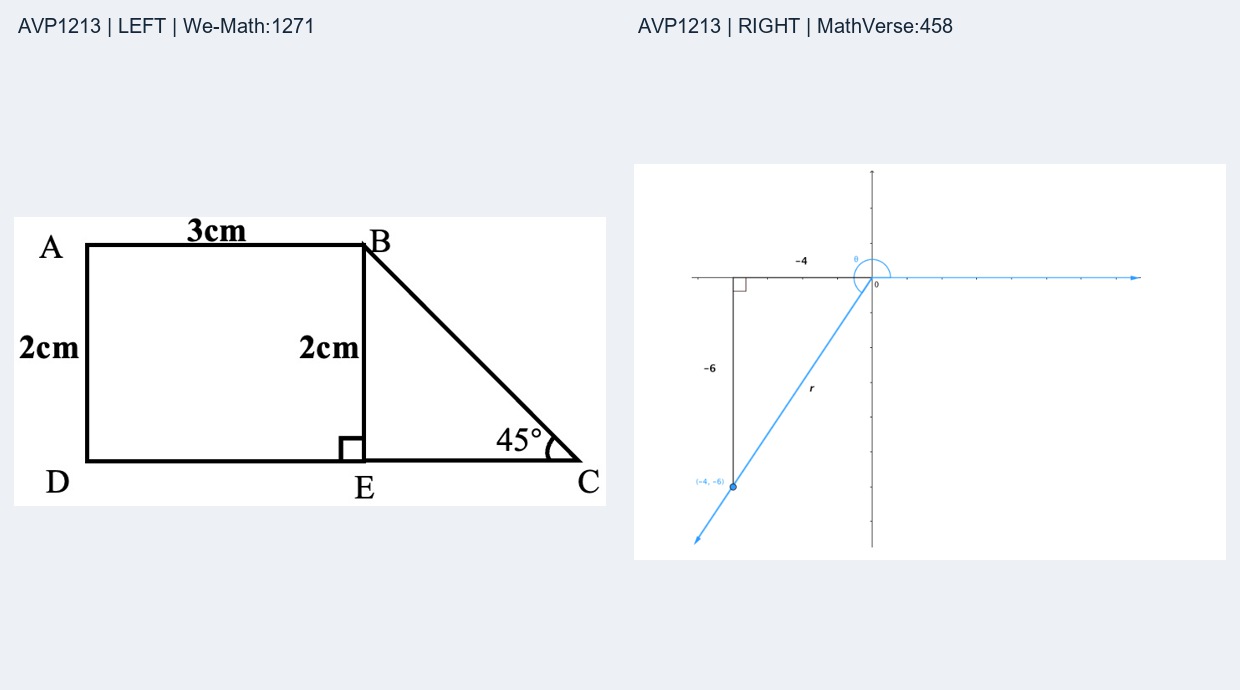 AVP1213 | LEFT | We-Math:1271
AVP1213 | RIGHT | MathVerse:458
3cm
A
B
2cm
2cm
45°
D
E
C
θ
-4
0
-6
r
(-4, -6)